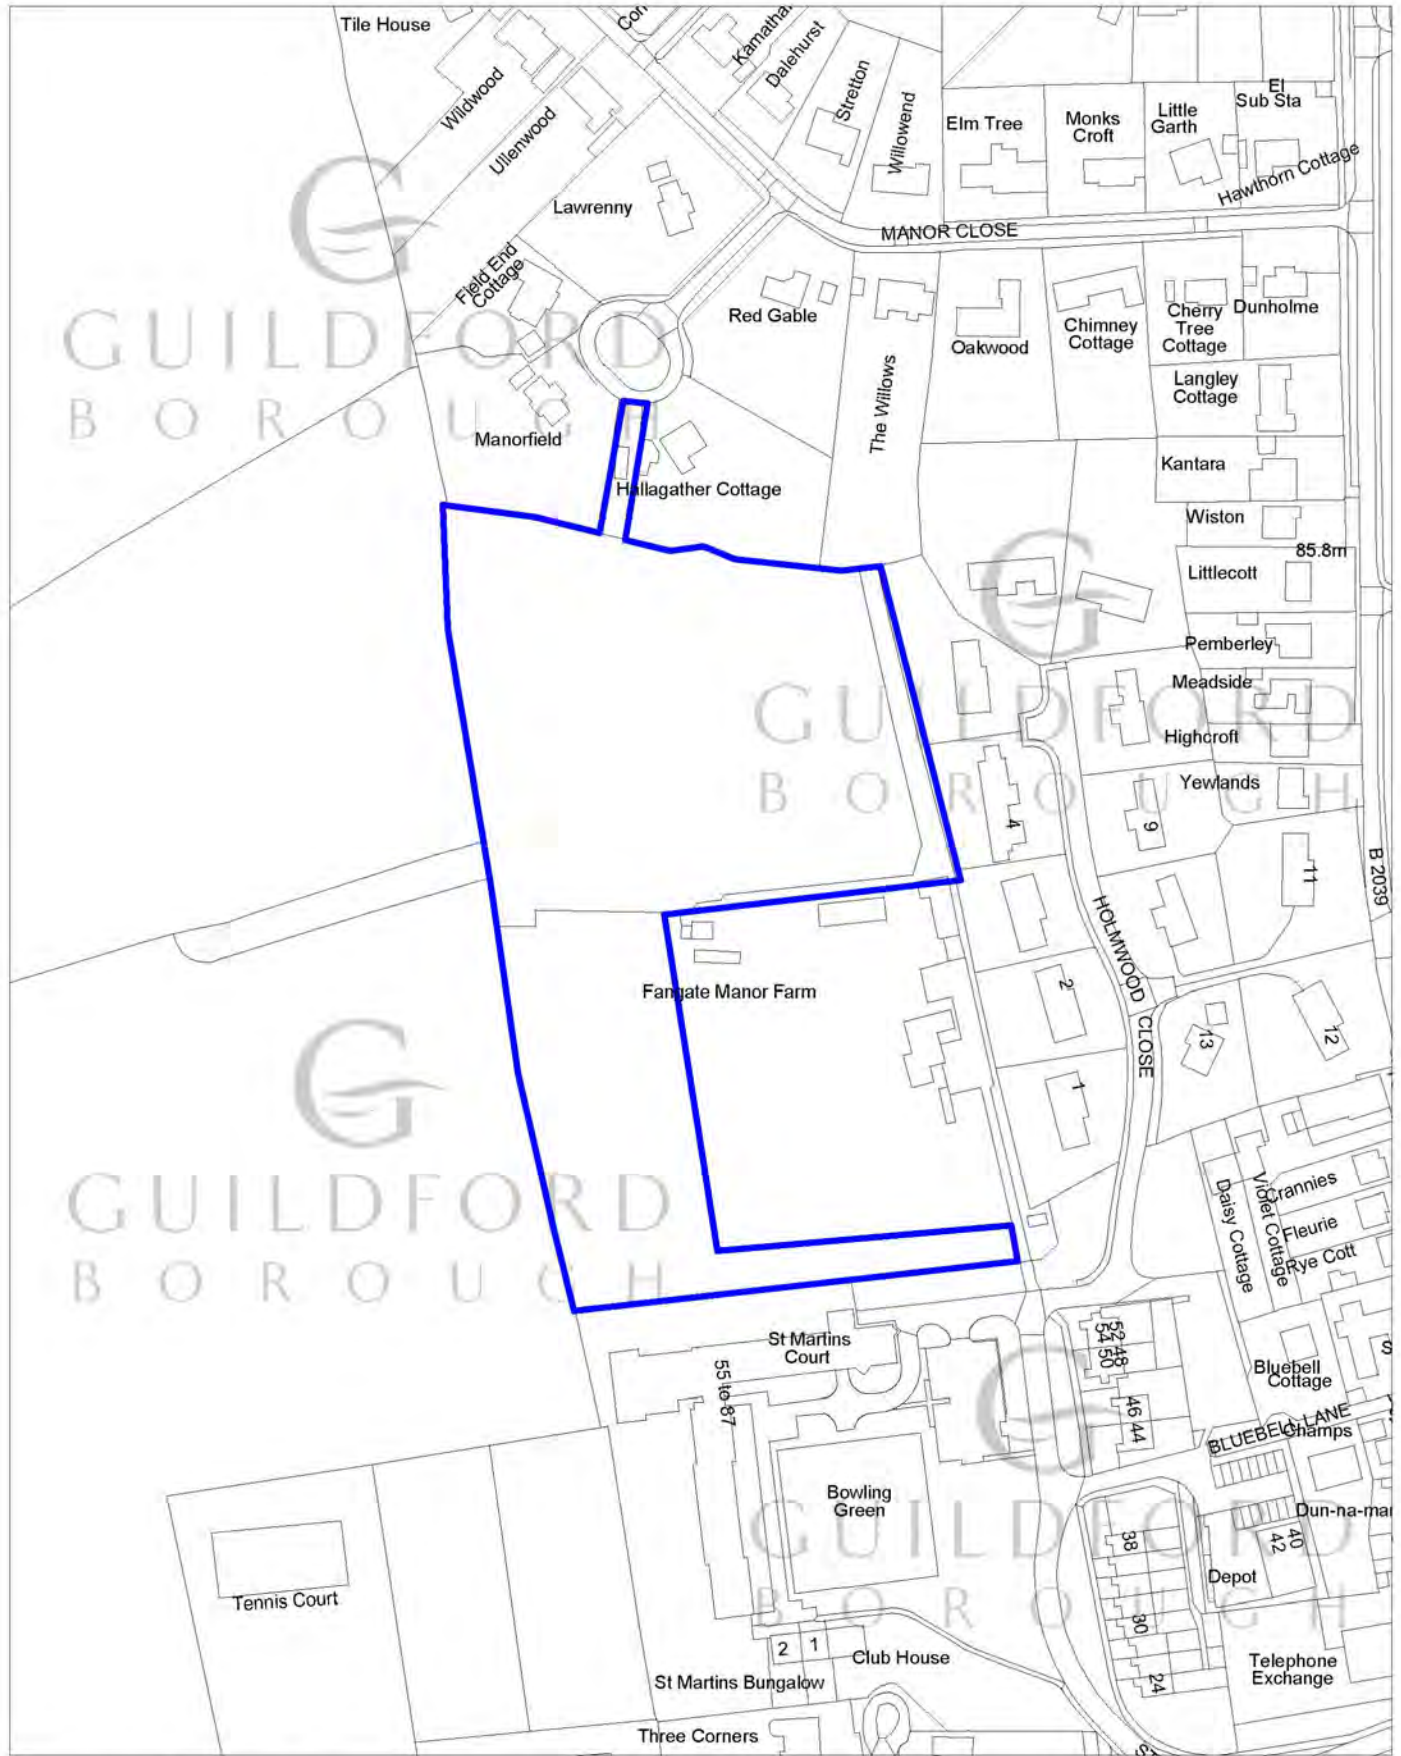 Tile House
Wildwood
Ullenwood
Dalehurst
Stretton
Willowend
Elm Tree
Monks
Croft
Little
Garth
El
Sub Sta
Hawthorn Cottage
Lawrenny
MANOR CLOSE
Field End
Cottage
Red Gable
The Willows
Oakwood
Chimney
Cottage
Cherry
Tree
Cottage
Dunholme
Langley
Cottage
GUILDFORD
BOROUGH
Manorfield
Hallagather Cottage
Kantara
Wiston
85.8m
Littlecott
Pemberley
Meadside
Highcroft
Yewlands
GUILDFORD
BOROUGH
4
9
11
B 2039
HOLMWOOD CLOSE
2
Fangate Manor Farm
13
12
1
GUILDFORD
BOROUGH
Daisy Cottage
Violet Cottage
Crannies
Fleurie
Rye Cott
St Martins
Court
55 to 87
52 48
54 50
46 44
Bluebell
Cottage
BLUEBELL LANE
Champs
Bowling
Green
GUILDFORD
BOROUGH
Tennis Court
38
30
24
40
42
Depot
2
1
Club House
St Martins Bungalow
Telephone
Exchange
Three Corners